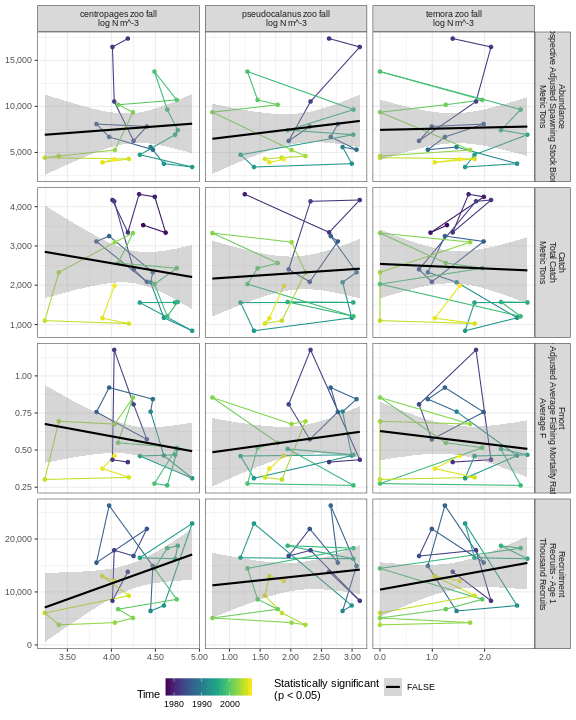 centropages zoo fall
log N m^-3
pseudocalanus zoo fall
log N m^-3
temora zoo fall
log N m^-3
15,000
10,000
5,000
Abundance
Adjusted Spawning Stock
Metric Tons
4,000
3,000
2,000
1,000
Catch
Total Catch
Metric Tons
1.00
0.75
0.50
0.25
Fmort
Adjusted Average Fishing Mortality
Average F
20,000
10,000
0
Recruitment
Recruits - Age 1
Thousand Recruits
3.50 4.00 4.50 5.00
1.00 1.50 2.00 2.50 3.00
0.0 1.0 2.0
Time
1980 1990 2000
Statistically significant
(p < 0.05)
FALSE